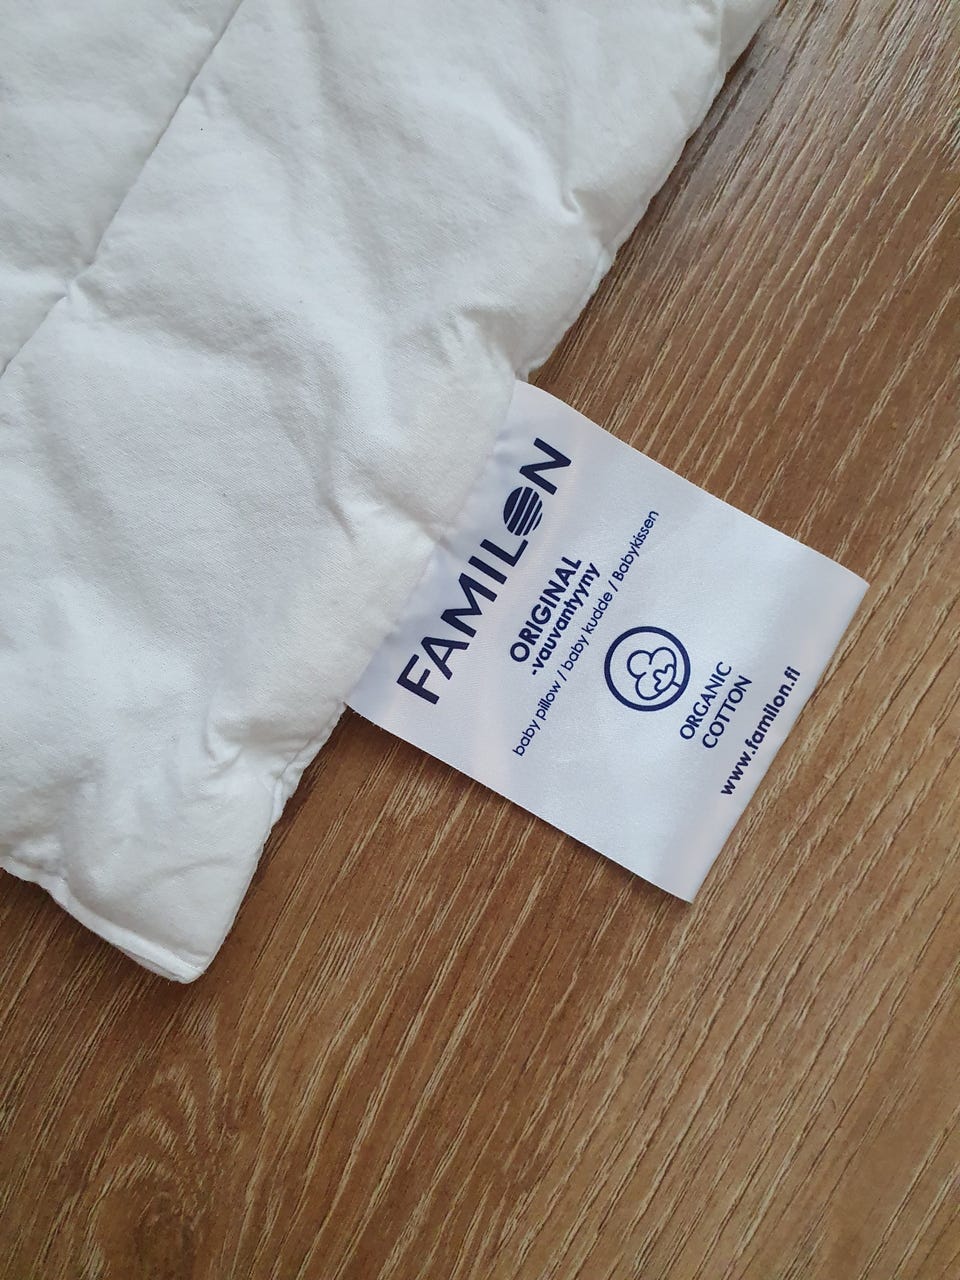 FAMILON
ORIGINAL
-vauvantyyny
baby pillow / baby kudde / Babykissen
ORGANIC
COTTON
www.familon.fi